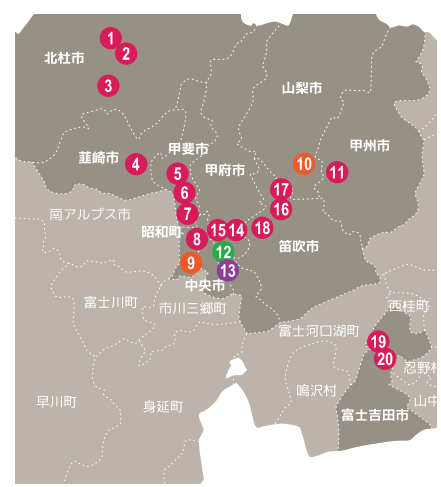 1
2
北杜市
3
山梨市
甲斐市
甲州市
韮崎市
4
5
甲府市
10
11
6
17
南アルプス市
7
16
昭和町
8
15
14
18
笛吹市
12
9
13
中央市
富士川町
市川三郷町
西桂町
富士河口湖町
19
20
忍野村
早川町
身延町
鳴沢村
山中
富士吉田市